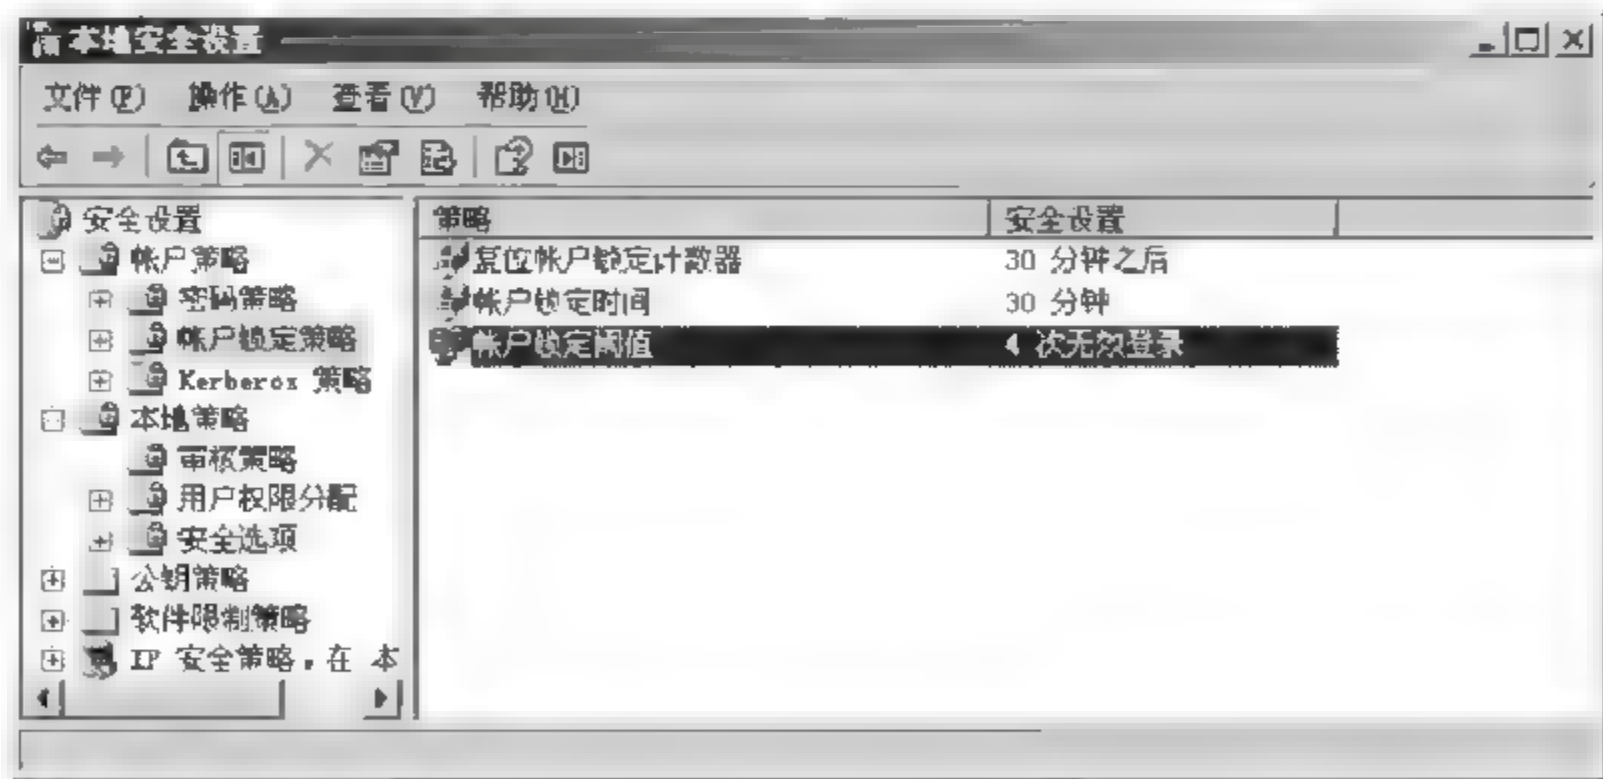 本地安全设置
文件(F) 操作(A) 查看(V) 帮助(H)
安全设置
帐户策略
密码策略
帐户锁定策略
Kerberos 策略
本地策略
审核策略
用户权限分配
安全选项
公钥策略
软件限制策略
IP 安全策略，在 本
策略 安全设置
复位帐户锁定计数器 30 分钟之后
帐户锁定时间 30 分钟
帐户锁定阈值 4 次无效登录